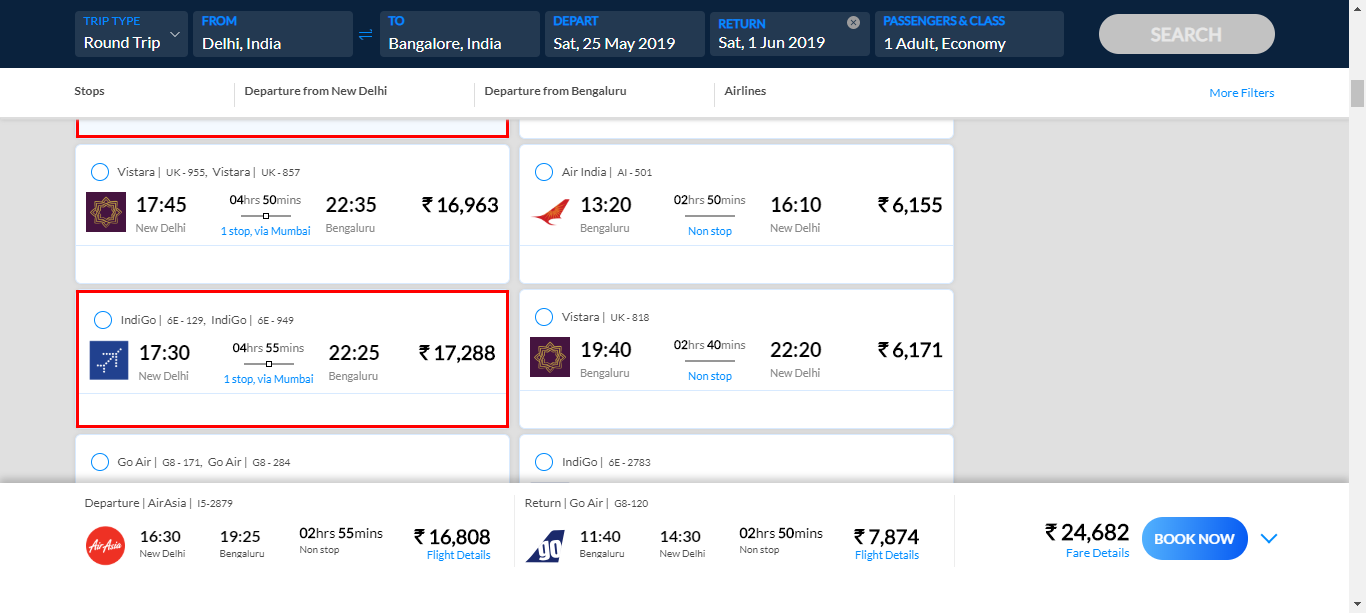 TRIP TYPE
Round Trip
FROM
Delhi, India
TO
Bangalore, India
DEPART
Sat, 25 May 2019
RETURN
Sat, 1 Jun 2019
PASSENGERS & CLASS
1 Adult, Economy
SEARCH
Stops
Departure from New Delhi
Departure from Bengaluru
Airlines
More Filters
Vistara | UK - 955, Vistara | UK - 857
17:45
New Delhi
04hrs 50mins
1 stop, via Mumbai
22:35
Bengaluru
₹ 16,963
Air India | AI - 501
13:20
Bengaluru
02hrs 50mins
Non stop
16:10
New Delhi
₹ 6,155
IndiGo | 6E - 129, IndiGo | 6E - 949
17:30
New Delhi
04hrs 55mins
1 stop, via Mumbai
22:25
Bengaluru
₹ 17,288
Vistara | UK - 818
19:40
Bengaluru
02hrs 40mins
Non stop
22:20
New Delhi
₹ 6,171
Go Air | G8 - 171, Go Air | G8 - 284
IndiGo | 6E - 2783
Departure | AirAsia | I5-2879
AirAsia
16:30
New Delhi
19:25
Bengaluru
02hrs 55mins
Non stop
₹ 16,808
Flight Details
Return | Go Air | G8-120
go
11:40
Bengaluru
14:30
New Delhi
02hrs 50mins
Non stop
₹ 7,874
Flight Details
₹ 24,682
Fare Details
BOOK NOW